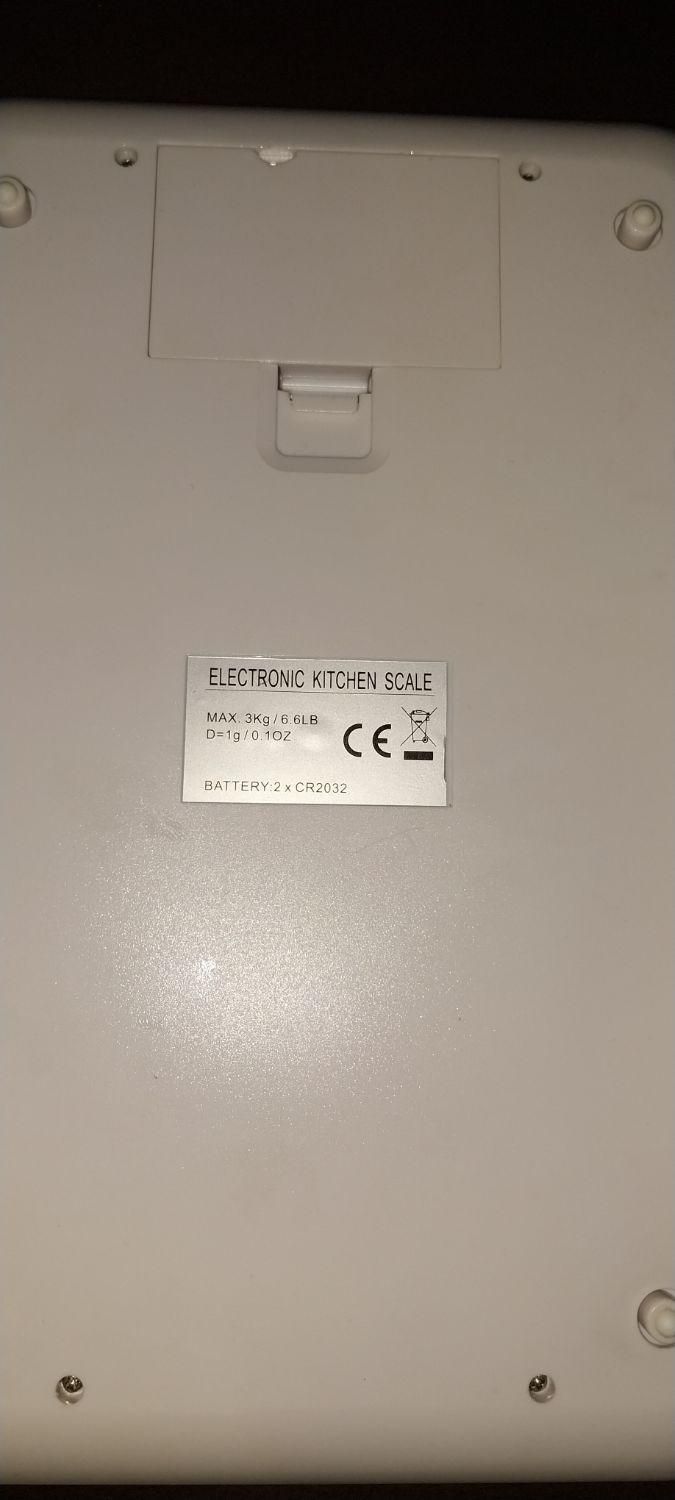 ELECTRONIC KITCHEN SCALE
MAX. 3Kg / 6.6LB
D=1g / 0.1OZ
CE
BATTERY:2 x CR2032